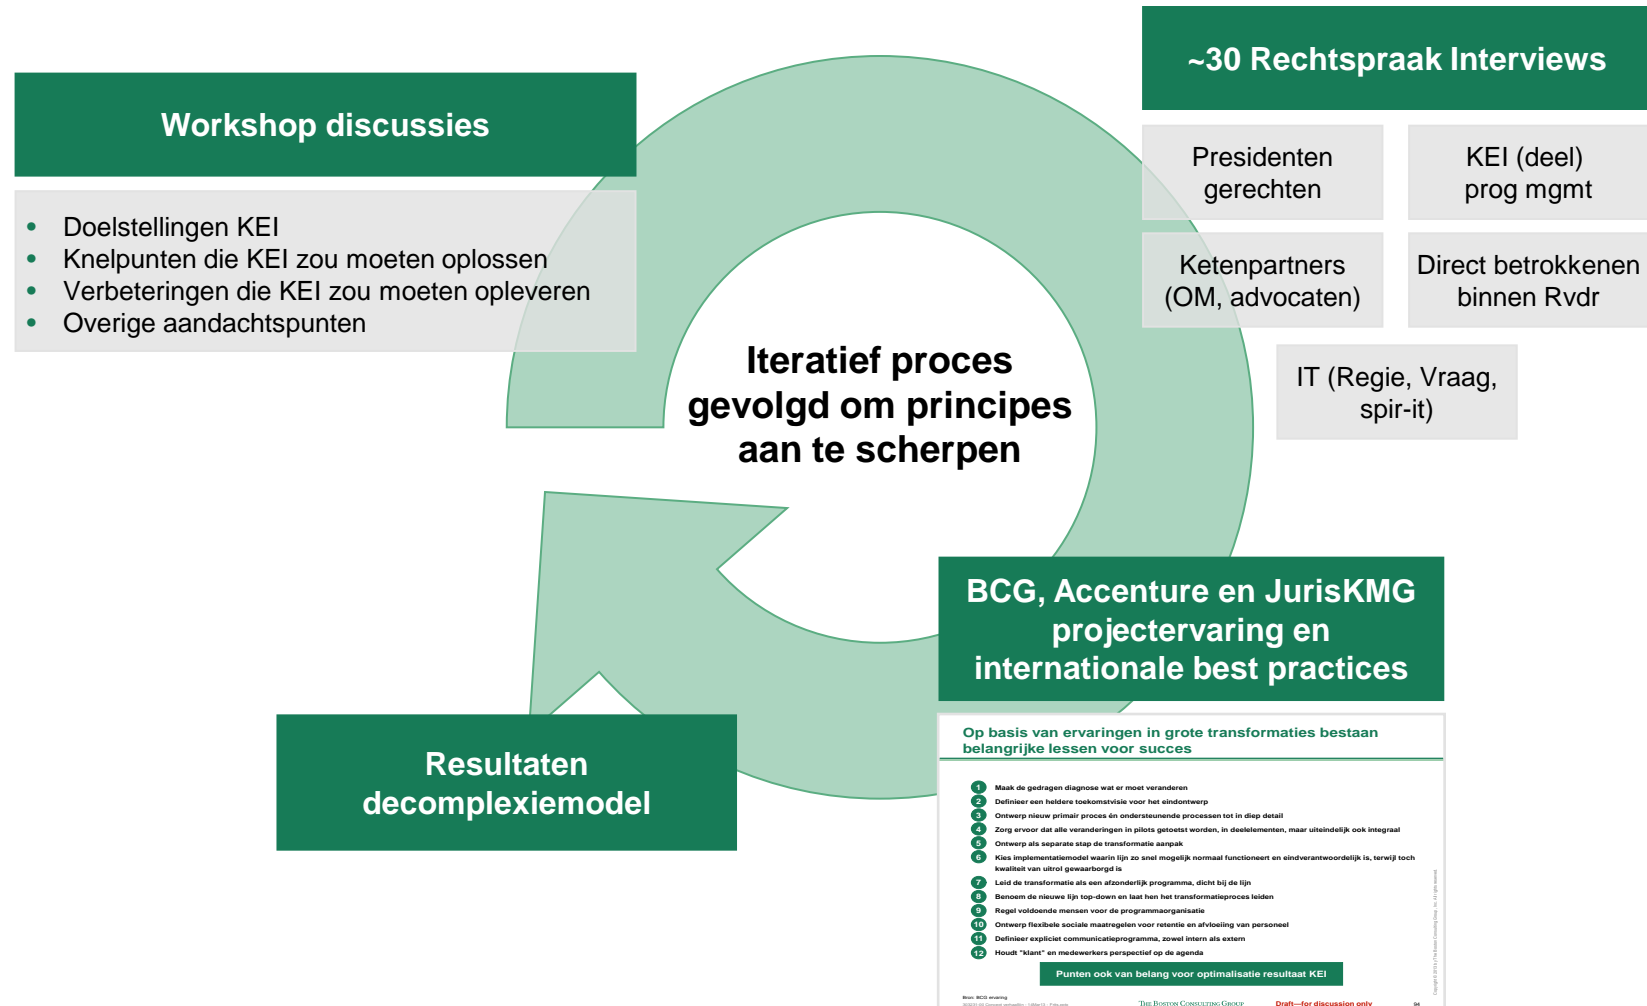 Workshop discussies
• Doelstellingen KEI
• Knelpunten die KEI zou moeten oplossen
• Verbeteringen die KEI zou moeten opleveren
• Overige aandachtspunten
~30 Rechtspraak Interviews
Presidenten
gerechten
KEI (deel)
prog mgmt
Ketenpartners
(OM, advocaten)
Direct betrokkenen
binnen Rvdr
IT (Regie, Vraag,
spir-it)
Iteratief proces
gevolgd om principes
aan te scherpen
BCG, Accenture en JurisKMG
projectervaring en
internationale best practices
Resultaten
decomplexiemodel
Op basis van ervaringen in grote transformaties bestaan
belangrijke lessen voor succes
1 Maak de gedragen diagnose wat er moet veranderen
2 Definieer een heldere toekomstvisie voor het eindontwerp
3 Ontwerp nieuw primair proces én ondersteunende processen tot in diep detail
4 Zorg ervoor dat alle veranderingen in pilots getoetst worden, in deelelementen, maar uiteindelijk ook integraal
5 Ontwerp als separate stap de transformatie aanpak
6 Kies implementatiemodel waarin lijn zo snel mogelijk normaal functioneert en eindverantwoordelijk is, terwijl toch
kwaliteit van uitrol gewaarborgd is
7 Leid de transformatie als een afzonderlijk programma, dicht bij de lijn
8 Benoem de nieuwe lijn top-down en laat hen het transformatieproces leiden
9 Regel voldoende mensen voor de programmaorganisatie
10 Ontwerp flexibele sociale maatregelen voor retentie en afvloeiing van personeel
11 Definieer expliciet communicatieprogramma, zowel intern als extern
12 Houdt "klant" en medewerkers perspectief op de agenda
Punten ook van belang voor optimalisatie resultaat KEI
Bron: BCG ervaring
THE BOSTON CONSULTING GROUP
Draft—for discussion only
94